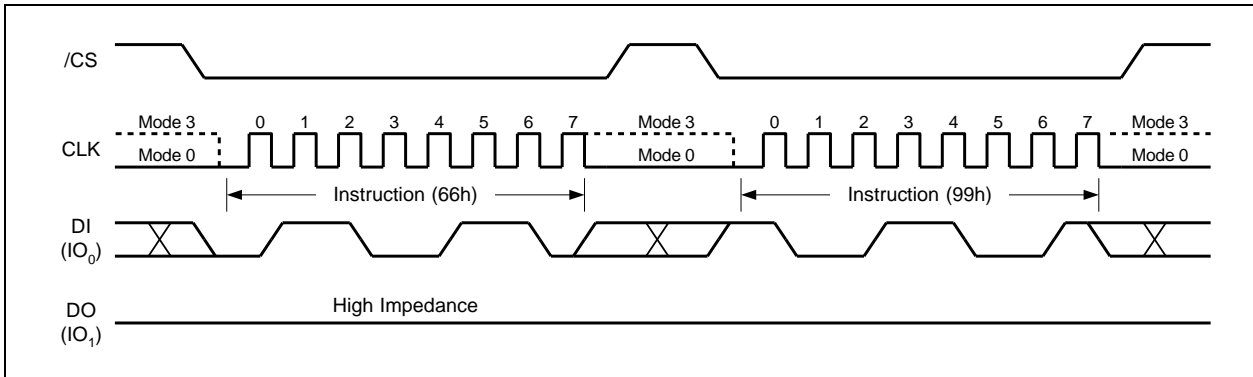 /CS
Mode 3 0 1 2 3 4 5 6 7 Mode 3 0 1 2 3 4 5 6 7 Mode 3
CLK
Mode 0 Mode 0 Mode 0
Instruction (66h) Instruction (99h)
DI
(IO0)
High Impedance
DO
(IO1)